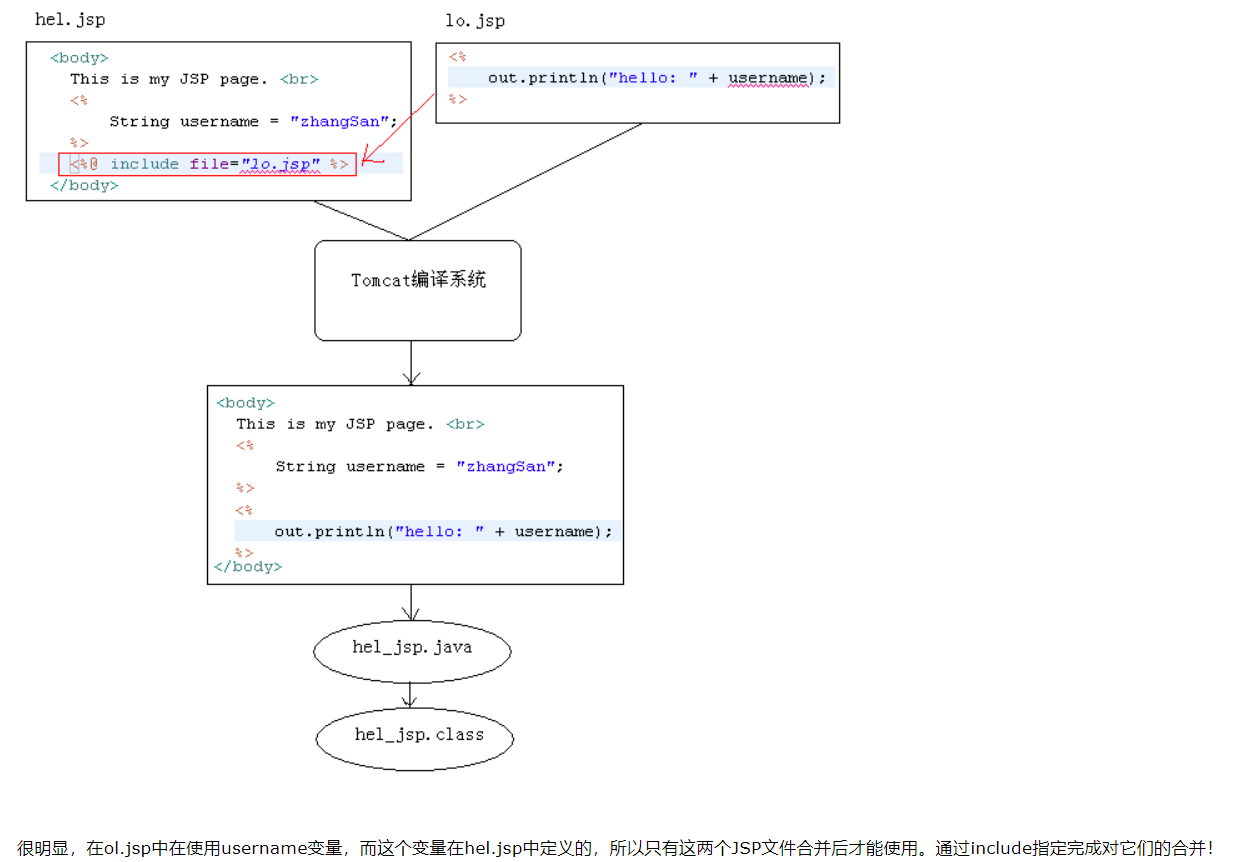 hel.jsp
<body>
This is my JSP page. <br>
<%
String username = "zhangSan";
%>
<%@ include file="lo.jsp" %>
</body>
lo.jsp
<%
out.println("hello: " + username);
%>
Tomcat编译系统
<body>
This is my JSP page. <br>
<%
String username = "zhangSan";
%>
<%
out.println("hello: " + username);
%>
</body>
hel_jsp.java
hel_jsp.class
很明显，在ol.jsp中在使用username变量，而这个变量在hel.jsp中定义的，所以只有这两个JSP文件合并后才能使用。通过include指定完成对它们的合并！